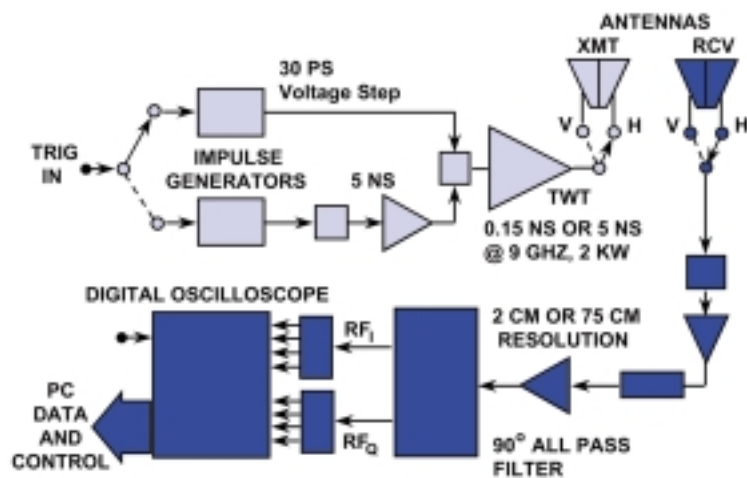 ANTENNAS
XMT
RCV
30 PS
Voltage Step
V
H
V
H
TRIG
IN
IMPULSE
GENERATORS
5 NS
TWT
0.15 NS OR 5 NS
@ 9 GHZ, 2 KW
DIGITAL OSCILLOSCOPE
2 CM OR 75 CM
RESOLUTION
RFI
PC
DATA
AND
CONTROL
RFQ
90° ALL PASS
FILTER